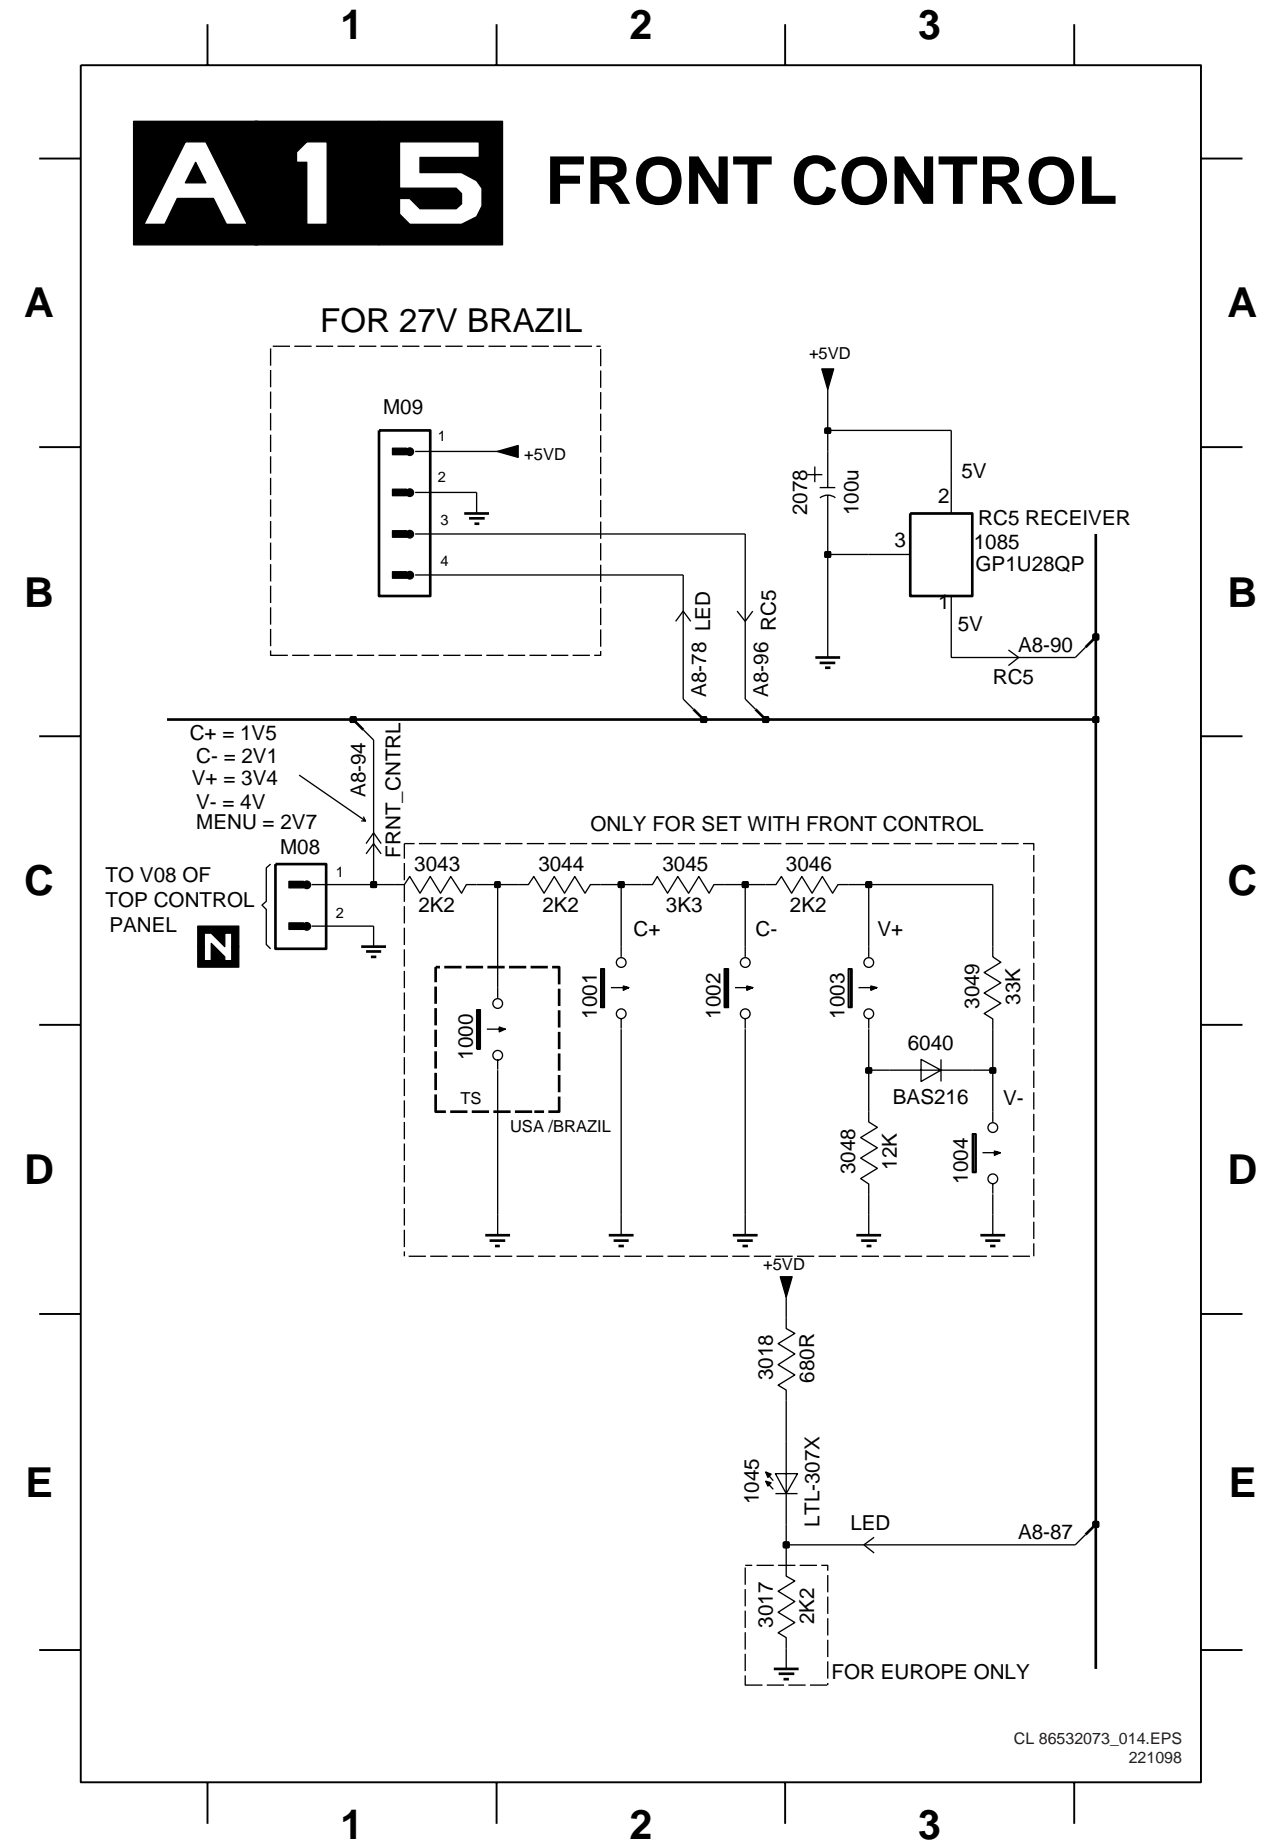 1 2 3
A15 FRONT CONTROL
A A
FOR 27V BRAZIL
+5VD
M09
1
+5VD
2
3
4
2078
100u
5V
2
RC5 RECEIVER
3
1085
GP1U28QP
1
5V
A8-90
RC5
B B
A8-78 LED
A8-96 RC5
C+ = 1V5
C- = 2V1
V+ = 3V4
V- = 4V
MENU = 2V7
A8-94
FRNT_CNTRL
M08
1
2
TO V08 OF
TOP CONTROL
PANEL
N
C C
ONLY FOR SET WITH FRONT CONTROL
3043 3044 3045 3046
2K2 2K2 3K3 2K2
C+ C- V+
1001 1002 1003
3049
33K
1000
TS
USA /BRAZIL
6040
BAS216
V-
3048
12K
1004
D D
+5VD
3018
680R
1045
LTL-307X
E E
LED
A8-87
3017
2K2
FOR EUROPE ONLY
CL 86532073_014.EPS
221098
1 2 3